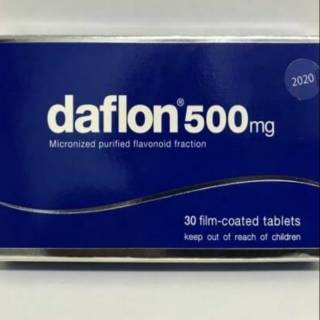 2020
daflon® 500mg
Micronized purified flavonoid fraction
30 film-coated tablets
keep out of reach of children